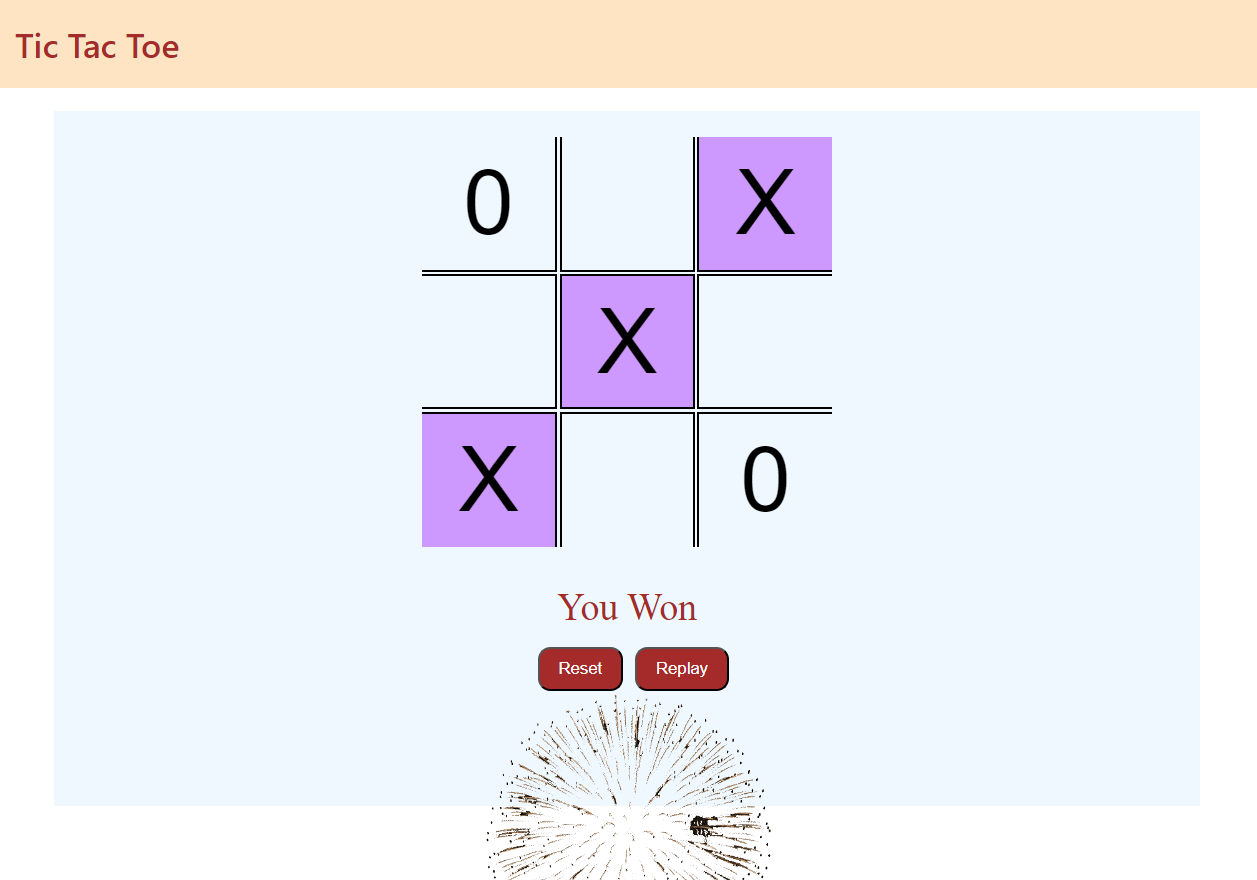 Tic Tac Toe
0 X
X
X 0
You Won
Reset Replay